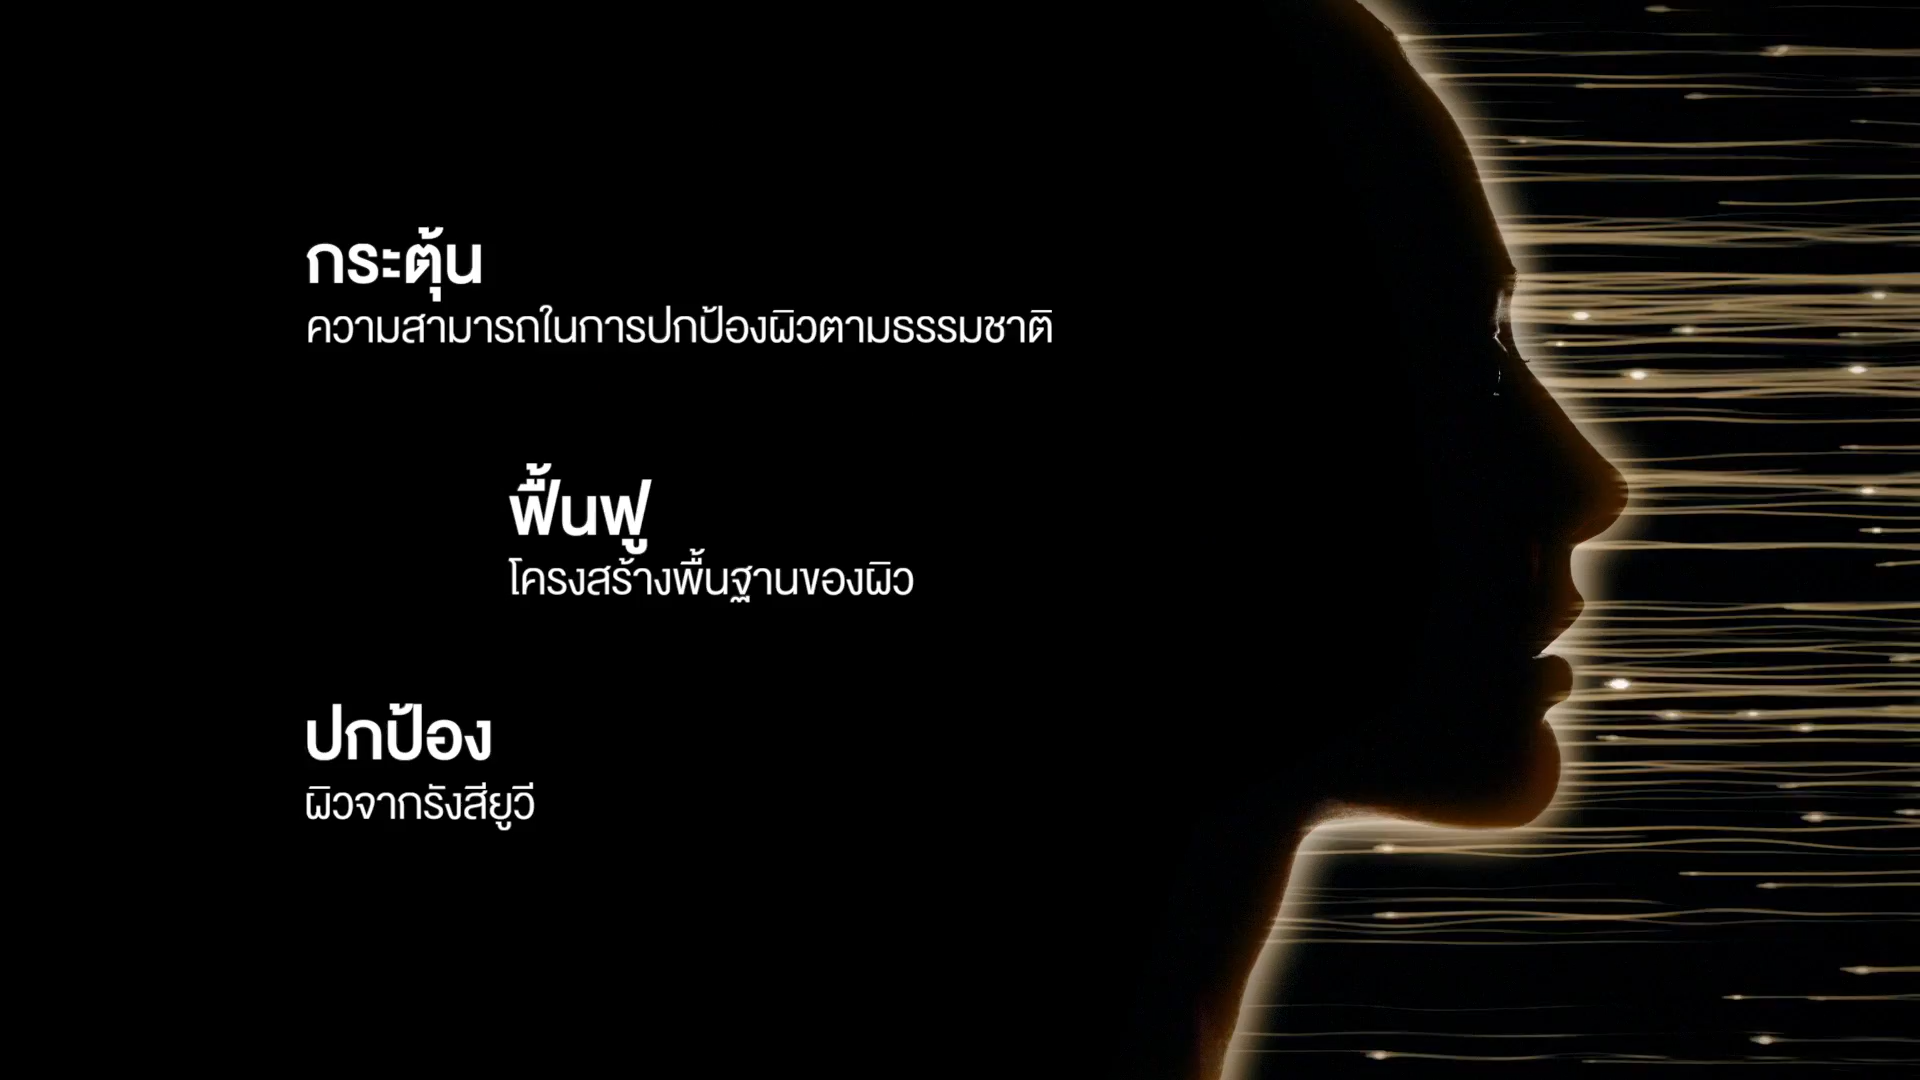 กระตุ้น
ความสามารถในการปกป้องผิวตามธรรมชาติ
ฟื้นฟู
โครงสร้างพื้นฐานของผิว
ปกป้อง
ผิวจากรังสียูวี